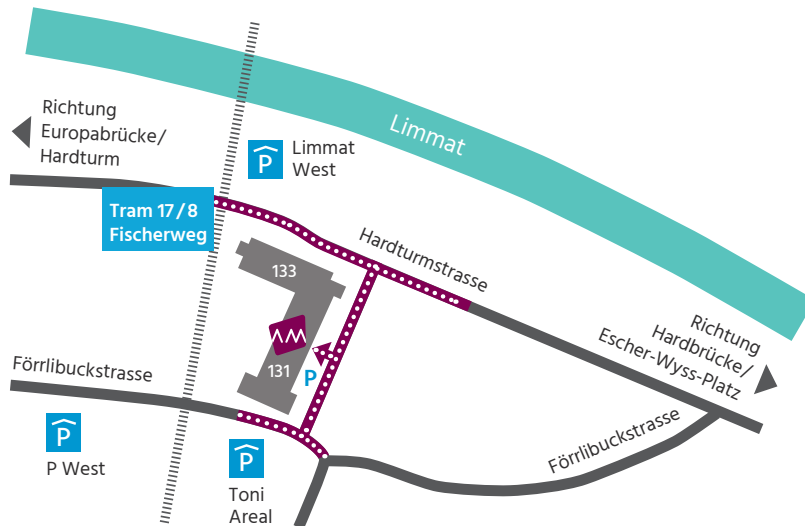 Limmat
Richtung
Europabrücke/
Hardturm
P
Limmat
West
Tram 17/8
Fischerweg
Hardturmstrasse
133
Richtung
Hardbrücke/
Escher-Wyss-Platz
131
P
Förrlibuckstrasse
P
P West
P
Toni
Areal
Förrlibuckstrasse